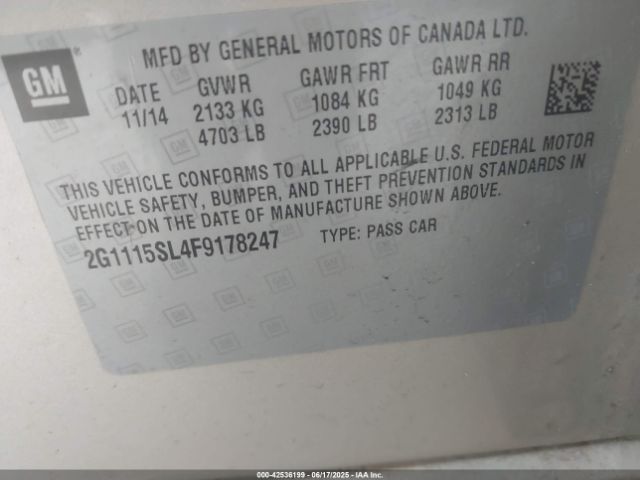 GM
MFD BY GENERAL MOTORS OF CANADA LTD.
DATE GVWR GAWR FRT GAWR RR
11/14 2133 KG 1084 KG 1049 KG
4703 LB 2390 LB 2313 LB
THIS VEHICLE CONFORMS TO ALL APPLICABLE U.S. FEDERAL MOTOR
VEHICLE SAFETY, BUMPER, AND THEFT PREVENTION STANDARDS IN
EFFECT ON THE DATE OF MANUFACTURE SHOWN ABOVE.
2G1115SL4F9178247 TYPE: PASS CAR
000-42536199 - 06/17/2025 - IAA Inc.